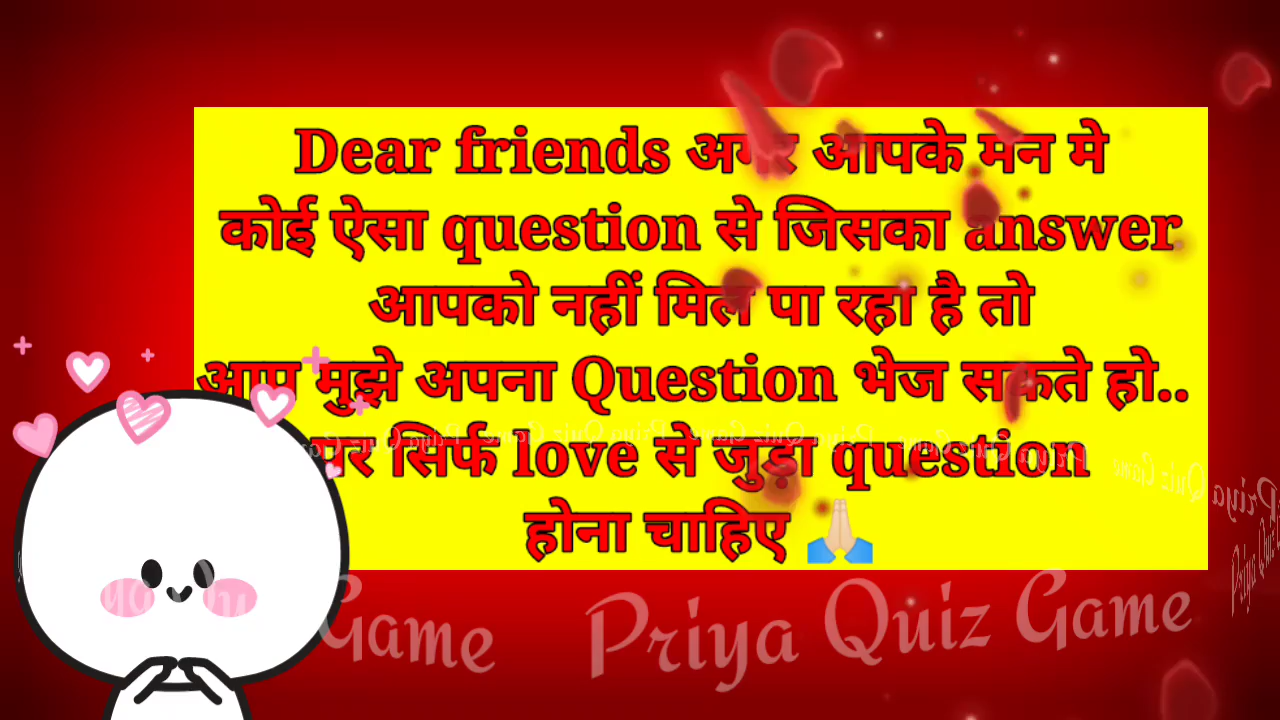 Dear friends अगर आपके मन मे
कोई ऐसा question से जिसका answer
आपको नहीं मिल पा रहा है तो
आप मुझे अपना Question भेज सकते हो..
सिर्फ love से जुड़ा question
होना चाहिए 🙏🏻
Game Priya Quiz Game